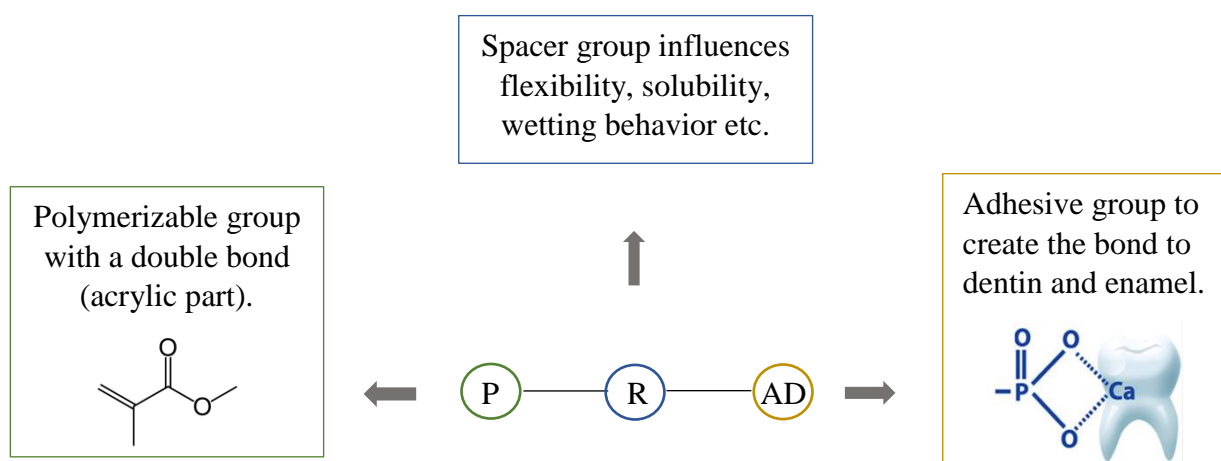 Spacer group influences
flexibility, solubility,
wetting behavior etc.
Polymerizable group
with a double bond
(acrylic part).
O
O
P
R
AD
Adhesive group to
create the bond to
dentin and enamel.
O
O
P
Ca
O